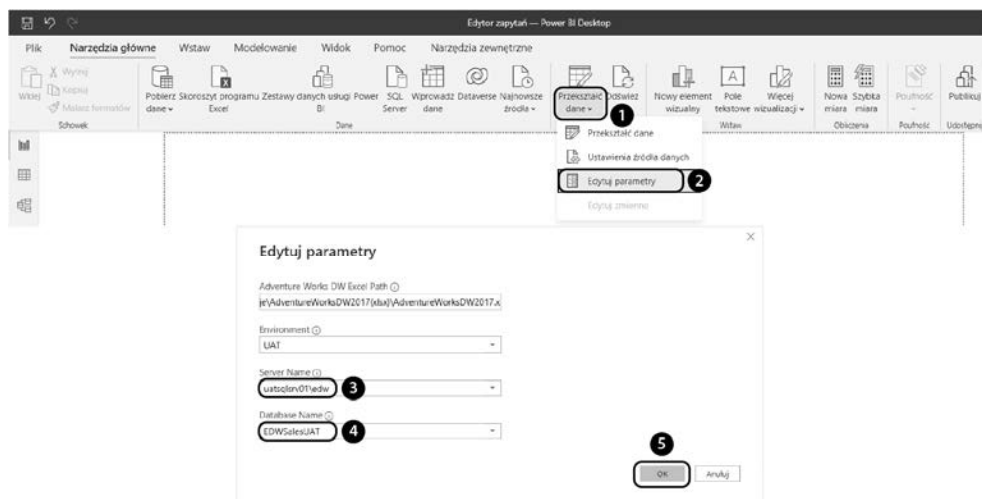 Edytor zapytań — Power BI Desktop
Plik Narzędzia główne Wstaw Modelowanie Widok Pomoc Narzędzia zewnętrzne
Wklej Wytnij
Kopiuj
Malarz formatów
Pobierz dane Skoroszyt programu Excel Zestawy danych usługi Power BI SQL Server Wprowadź dane Dataverse Najnowsze źródła Przekształć dane Odśwież Nowy element wizualny Pole tekstowe Więcej wizualizacji Nowa miara Szybka miara Poufność Publikuj
1
Schowek Dane Wstaw Obliczenia Poufność Udostępnij
Przekształć dane
Ustawienia źródła danych
Edytuj parametry 2
Edytuj zmienne
Edytuj parametry
Adventure Works DW Excel Path
je\AdventureWorksDW2017(xlsx)\AdventureWorksDW2017.x
Environment
UAT
Server Name
uatsqlsrv01\edw 3
Database Name
EDWSalesUAT 4
5
OK Anuluj